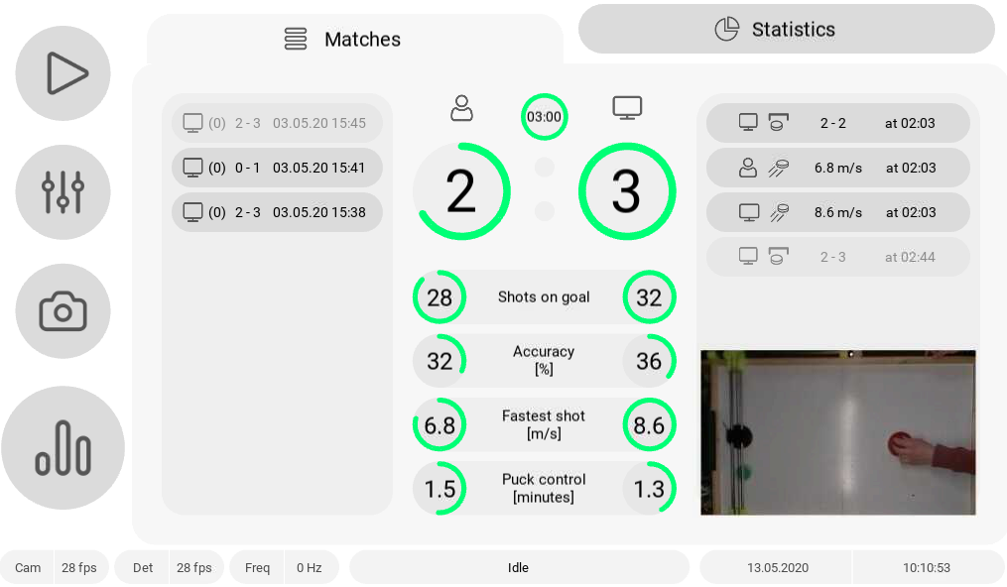 Matches
Statistics
(0) 2 - 3 03.05.20 15:45
(0) 0 - 1 03.05.20 15:41
(0) 2 - 3 03.05.20 15:38
03:00
2
3
28 Shots on goal 32
32 Accuracy [%] 36
6.8 Fastest shot [m/s] 8.6
1.5 Puck control [minutes] 1.3
2 - 2 at 02:03
6.8 m/s at 02:03
8.6 m/s at 02:03
2 - 3 at 02:44
Cam 28 fps Det 28 fps Freq 0 Hz Idle 13.05.2020 10:10:53